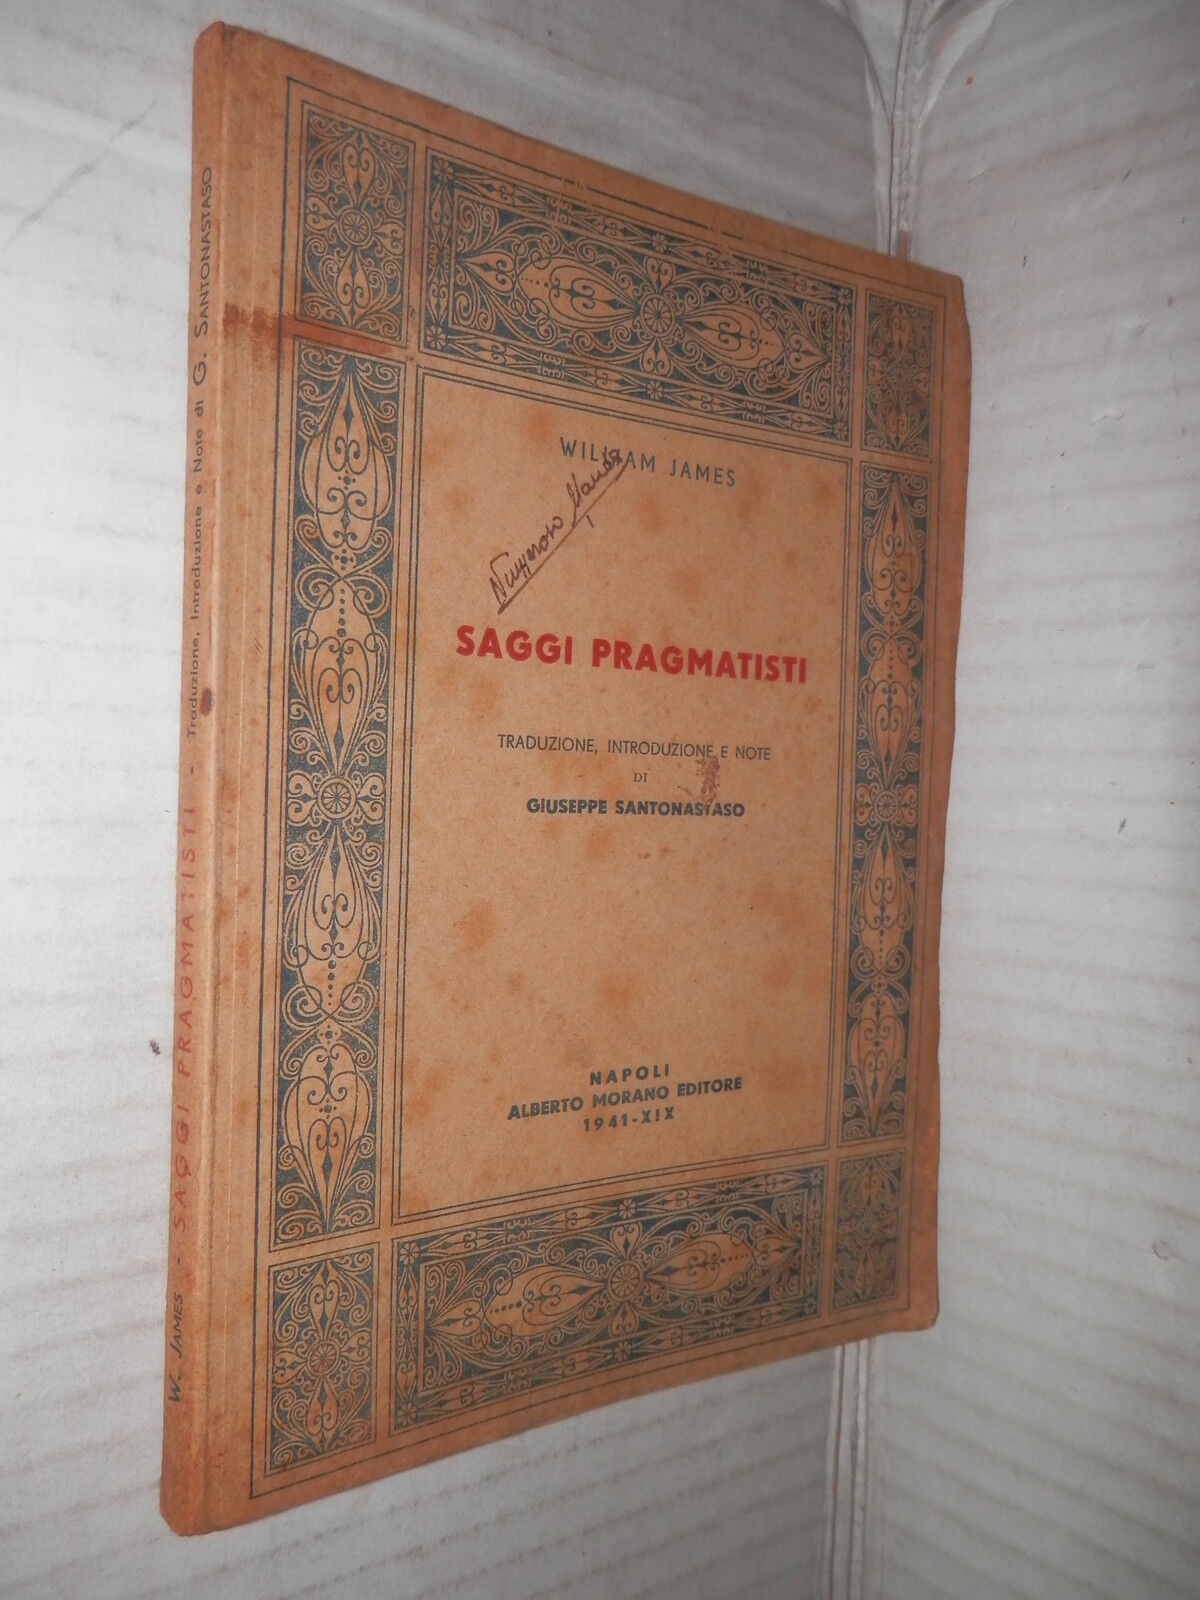 WILLIAM JAMES
SAGGI PRAGMATISTI
TRADUZIONE, INTRODUZIONE E NOTE
DI
GIUSEPPE SANTONASTASO
NAPOLI
ALBERTO MORANO EDITORE
1941-XIX
W. JAMES - SAGGI PRAGMATISTI - Traduzione, Introduzione e Note di G. SANTONASTASO